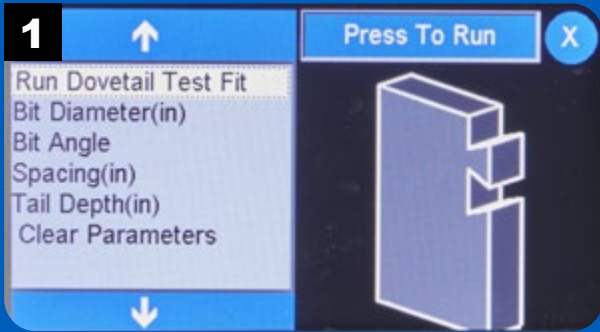 1
Press To Run
X
Run Dovetail Test Fit
Bit Diameter(in)
Bit Angle
Spacing(in)
Tail Depth(in)
Clear Parameters